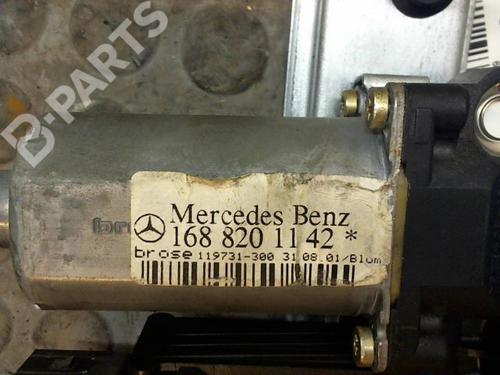 B-PARTS
Mercedes Benz
168 820 11 42 *
brose 119731-300 31.08.01/Blum